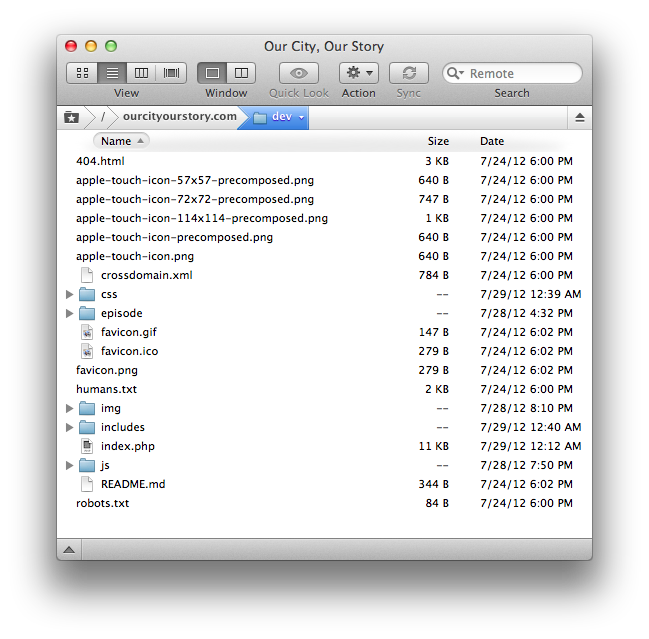 Our City, Our Story
Remote
View Window Quick Look Action Sync Search
/ ourcityyourstory.com dev
Name Size Date
404.html 3 KB 7/24/12 6:00 PM
apple-touch-icon-57x57-precomposed.png 640 B 7/24/12 6:00 PM
apple-touch-icon-72x72-precomposed.png 747 B 7/24/12 6:00 PM
apple-touch-icon-114x114-precomposed.png 1 KB 7/24/12 6:00 PM
apple-touch-icon-precomposed.png 640 B 7/24/12 6:00 PM
apple-touch-icon.png 640 B 7/24/12 6:00 PM
crossdomain.xml 784 B 7/24/12 6:00 PM
css -- 7/29/12 12:39 AM
episode -- 7/28/12 4:32 PM
favicon.gif 147 B 7/24/12 6:02 PM
favicon.ico 279 B 7/24/12 6:02 PM
favicon.png 279 B 7/24/12 6:02 PM
humans.txt 2 KB 7/24/12 6:00 PM
img -- 7/28/12 8:10 PM
includes -- 7/29/12 12:40 AM
index.php 11 KB 7/29/12 12:12 AM
js -- 7/28/12 7:50 PM
README.md 344 B 7/24/12 6:02 PM
robots.txt 84 B 7/24/12 6:00 PM